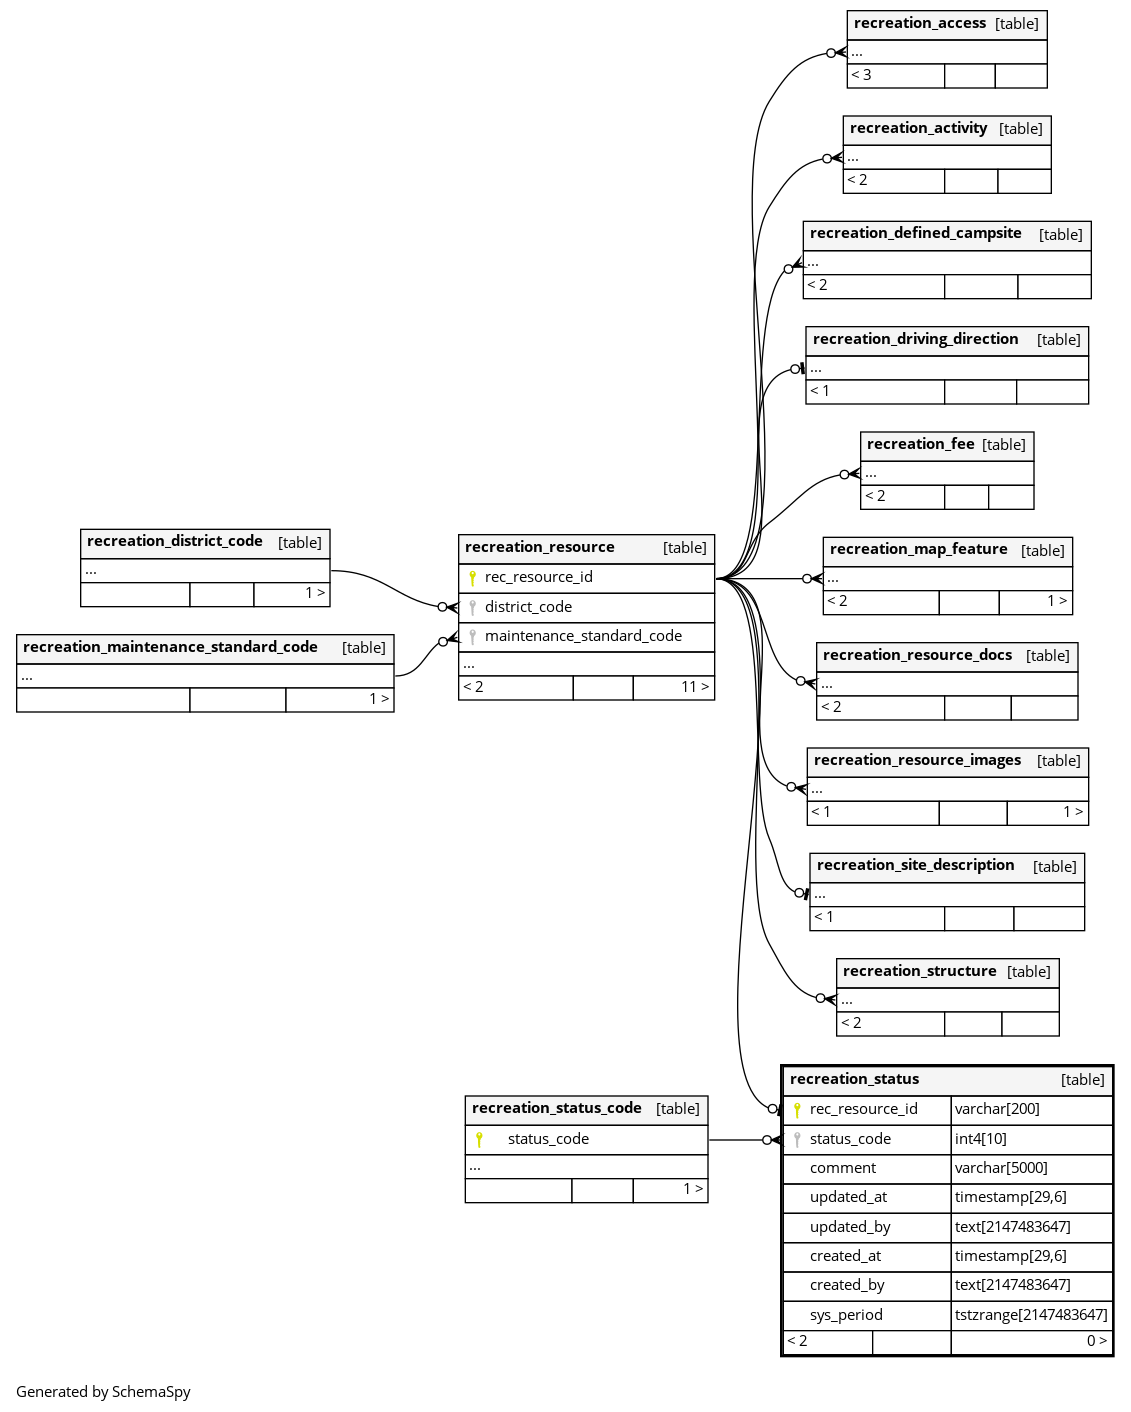 recreation_access [table]
...
< 3
recreation_activity [table]
...
< 2
recreation_defined_campsite [table]
...
< 2
recreation_driving_direction [table]
...
< 1
recreation_fee [table]
...
< 2
recreation_district_code [table]
...
1 >
recreation_maintenance_standard_code [table]
...
1 >
recreation_resource [table]
rec_resource_id
district_code
maintenance_standard_code
...
< 2 11 >
recreation_map_feature [table]
...
< 2 1 >
recreation_resource_docs [table]
...
< 2
recreation_resource_images [table]
...
< 1 1 >
recreation_site_description [table]
...
< 1
recreation_structure [table]
...
< 2
recreation_status_code [table]
status_code
...
1 >
recreation_status [table]
rec_resource_id varchar[200]
status_code int4[10]
comment varchar[5000]
updated_at timestamp[29,6]
updated_by text[2147483647]
created_at timestamp[29,6]
created_by text[2147483647]
sys_period tstzrange[2147483647]
< 2 0 >
Generated by SchemaSpy